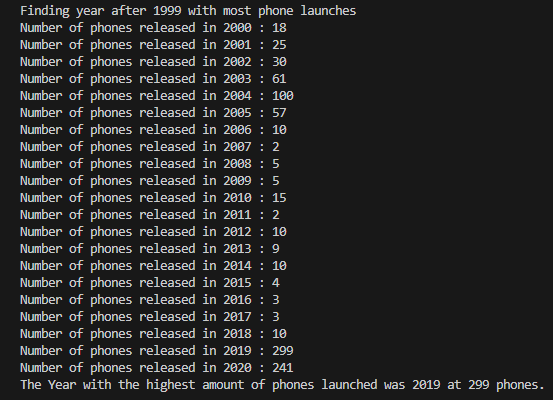 Finding year after 1999 with most phone launches
Number of phones released in 2000 : 18
Number of phones released in 2001 : 25
Number of phones released in 2002 : 30
Number of phones released in 2003 : 61
Number of phones released in 2004 : 100
Number of phones released in 2005 : 57
Number of phones released in 2006 : 10
Number of phones released in 2007 : 2
Number of phones released in 2008 : 5
Number of phones released in 2009 : 5
Number of phones released in 2010 : 15
Number of phones released in 2011 : 2
Number of phones released in 2012 : 10
Number of phones released in 2013 : 9
Number of phones released in 2014 : 10
Number of phones released in 2015 : 4
Number of phones released in 2016 : 3
Number of phones released in 2017 : 3
Number of phones released in 2018 : 10
Number of phones released in 2019 : 299
Number of phones released in 2020 : 241
The Year with the highest amount of phones launched was 2019 at 299 phones.